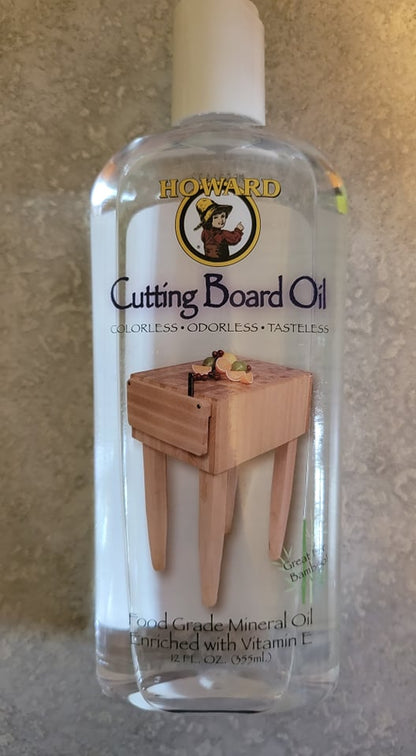 HOWARD
Cutting Board Oil
COLORLESS • ODORLESS • TASTELESS
Great for
Bamboo!
Food Grade Mineral Oil
Enriched with Vitamin E
12 FL. OZ. (355ml.)